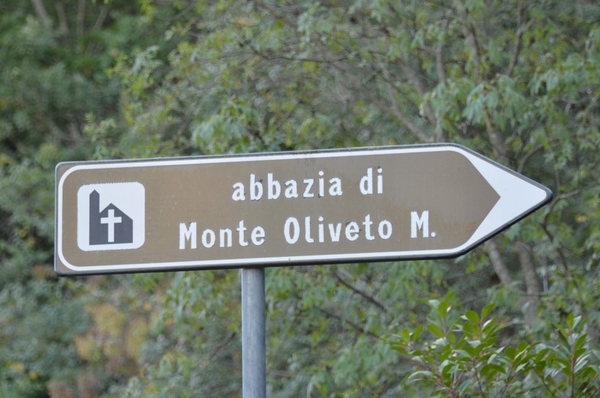 abbazia di
Monte Oliveto M.